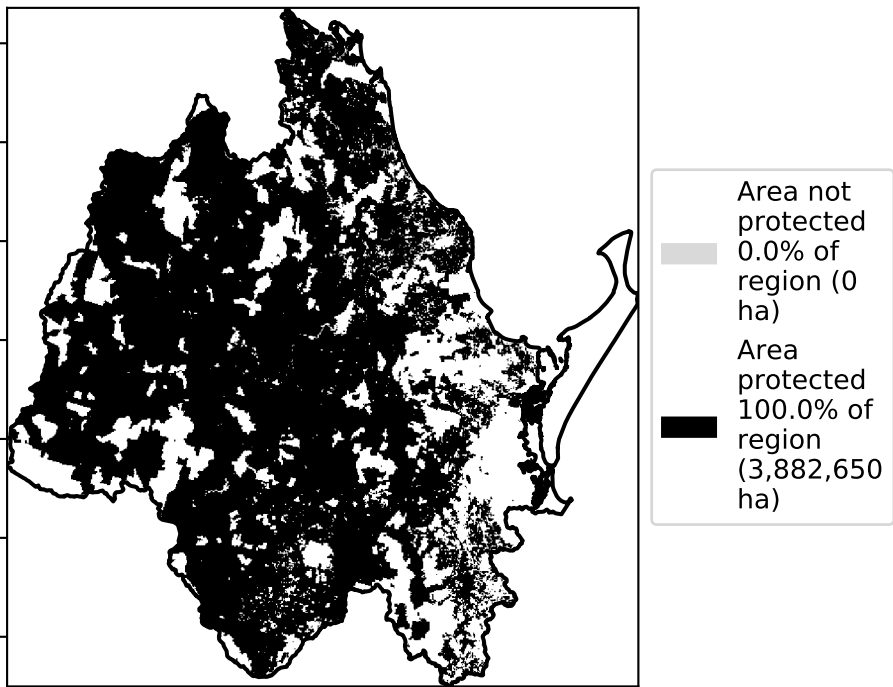 Area not
protected
0.0% of
region (0
ha)
Area
protected
100.0% of
region
(3,882,650
ha)